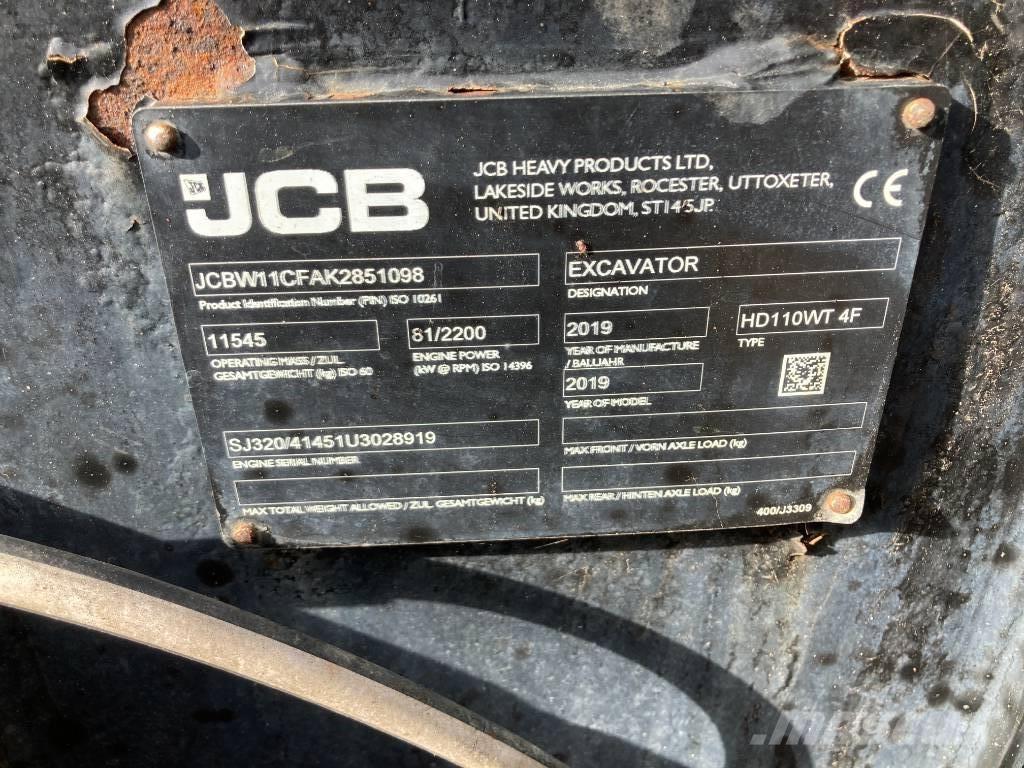 JCB
JCB HEAVY PRODUCTS LTD,
LAKESIDE WORKS, ROCESTER, UTTOXETER,
UNITED KINGDOM, ST14 5JP.
CE
JCBW11CFAK2851098
Product Identification Number (PIN) ISO 10261
EXCAVATOR
DESIGNATION
11545
OPERATING MASS / ZUL
GESAMTGEWICHT (kg) ISO 60
81/2200
ENGINE POWER
(kW @ RPM) ISO 14396
2019
YEAR OF MANUFACTURE
/ BAUJAHR
HD110WT 4F
TYPE
2019
YEAR OF MODEL
SJ320/41451U3028919
ENGINE SERIAL NUMBER
MAX FRONT / VORN AXLE LOAD (kg)
MAX TOTAL WEIGHT ALLOWED / ZUL GESAMTGEWICHT (kg)
MAX REAR / HINTEN AXLE LOAD (kg)
400/J3309